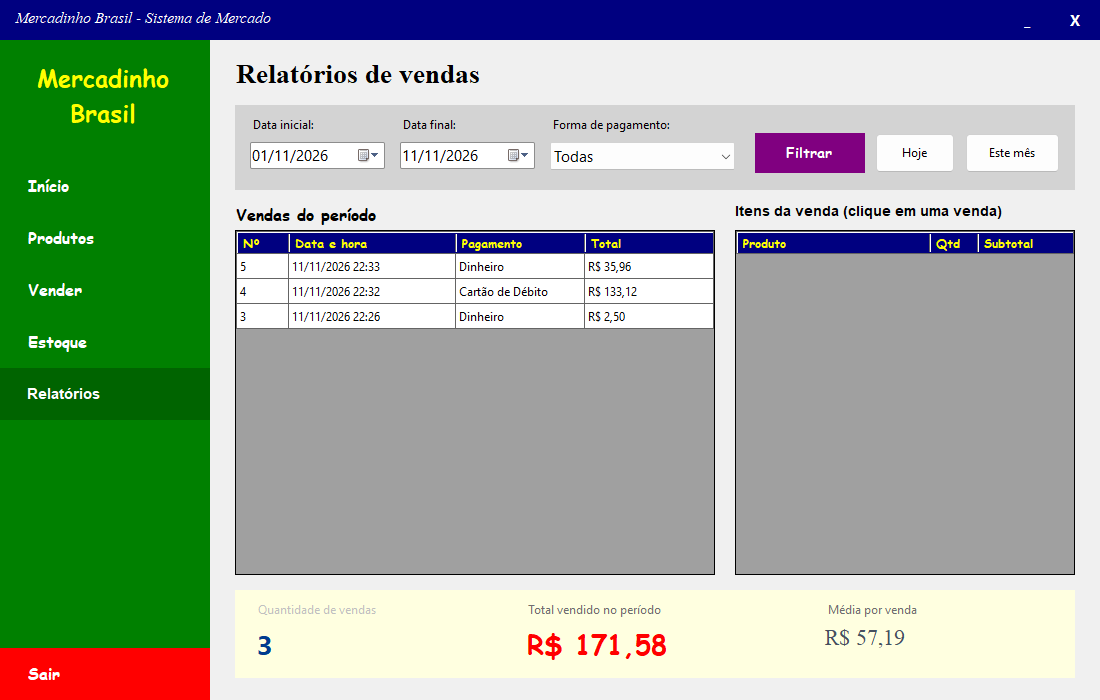 Mercadinho Brasil - Sistema de Mercado
_ X
Mercadinho
Brasil
Início
Produtos
Vender
Estoque
Relatórios
Sair
Relatórios de vendas
Data inicial: Data final: Forma de pagamento:
01/11/2026 11/11/2026 Todas Filtrar Hoje Este mês
Vendas do período
Nº Data e hora Pagamento Total
5 11/11/2026 22:33 Dinheiro R$ 35,96
4 11/11/2026 22:32 Cartão de Débito R$ 133,12
3 11/11/2026 22:26 Dinheiro R$ 2,50
Itens da venda (clique em uma venda)
Produto Qtd Subtotal
Quantidade de vendas Total vendido no período Média por venda
3 R$ 171,58 R$ 57,19